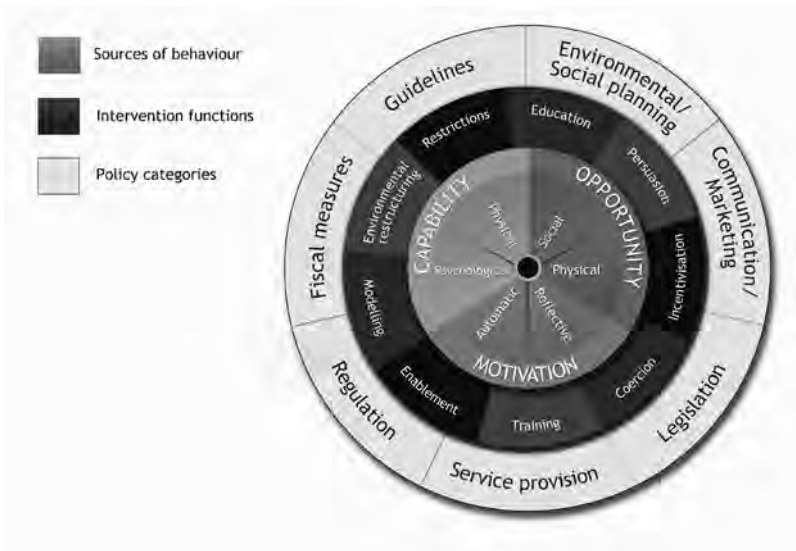 Sources of behaviour
Intervention functions
Policy categories
Guidelines
Environmental/
Social planning
Communication/
Marketing
Legislation
Service provision
Regulation
Fiscal measures
Restrictions
Education
Persuasion
Incentivisation
Coercion
Training
Enablement
Modelling
Environmental
restructuring
CAPABILITY
OPPORTUNITY
MOTIVATION
Physical
Social
Psychological
Physical
Automatic
Reflective